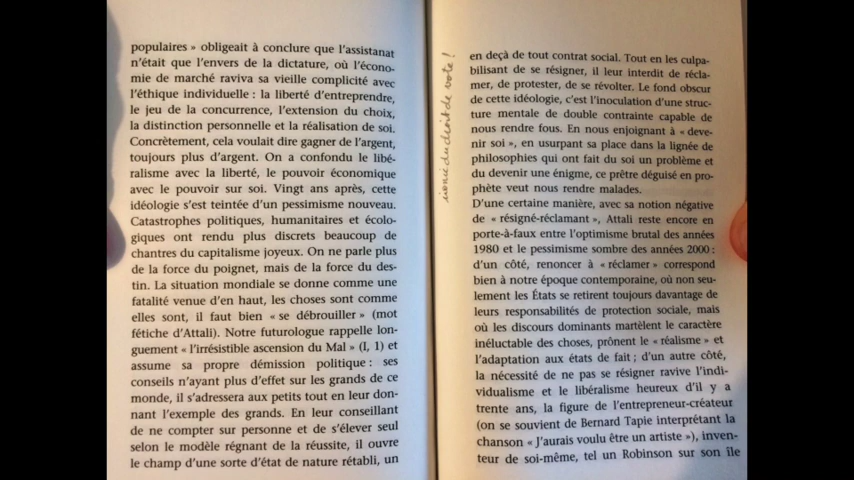 populaires » obligeait à conclure que l'assistanat
n'était que l'envers de la dictature, où l'écono-
mie de marché raviva sa vieille complicité avec
l'éthique individuelle : la liberté d'entreprendre,
le jeu de la concurrence, l'extension du choix,
la distinction personnelle et la réalisation de soi.
Concrètement, cela voulait dire gagner de l'argent,
toujours plus d'argent. On a confondu le libé-
ralisme avec la liberté, le pouvoir économique
avec le pouvoir sur soi. Vingt ans après, cette
idéologie s'est teintée d'un pessimisme nouveau.
Catastrophes politiques, humanitaires et écolo-
giques ont rendu plus discrets beaucoup de
chantres du capitalisme joyeux. On ne parle plus
de la force du poignet, mais de la force du des-
tin. La situation mondiale se donne comme une
fatalité venue d'en haut, les choses sont comme
elles sont, il faut bien « se débrouiller » (mot
fétiche d'Attali). Notre futurologue rappelle lon-
guement « l'irrésistible ascension du Mal » (I, 1) et
assume sa propre démission politique : ses
conseils n'ayant plus d'effet sur les grands de ce
monde, il s'adressera aux petits tout en leur don-
nant l'exemple des grands. En leur conseillant
de ne compter sur personne et de s'élever seul
selon le modèle régnant de la réussite, il ouvre
le champ d'une sorte d'état de nature rétabli, un
ironie du droit de vote !
en deçà de tout contrat social. Tout en les culpa-
bilisant de se résigner, il leur interdit de récla-
mer, de protester, de se révolter. Le fond obscur
de cette idéologie, c'est l'inoculation d'une struc-
ture mentale de double contrainte capable de
nous rendre fous. En nous enjoignant à « deve-
nir soi », en usurpant sa place dans la lignée de
philosophies qui ont fait du soi un problème et
du devenir une énigme, ce prêtre déguisé en pro-
phète veut nous rendre malades.
D'une certaine manière, avec sa notion négative
de « résigné-réclamant », Attali reste encore en
porte-à-faux entre l'optimisme brutal des années
1980 et le pessimisme sombre des années 2000 :
d'un côté, renoncer à « réclamer » correspond
bien à notre époque contemporaine, où non seu-
lement les États se retirent toujours davantage de
leurs responsabilités de protection sociale, mais
où les discours dominants martèlent le caractère
inéluctable des choses, prônent le « réalisme » et
l'adaptation aux états de fait ; d'un autre côté,
la nécessité de ne pas se résigner ravive l'indi-
vidualisme et le libéralisme heureux d'il y a
trente ans, la figure de l'entrepreneur-créateur
(on se souvient de Bernard Tapie interprétant la
chanson « J'aurais voulu être un artiste »), inven-
teur de soi-même, tel un Robinson sur son île